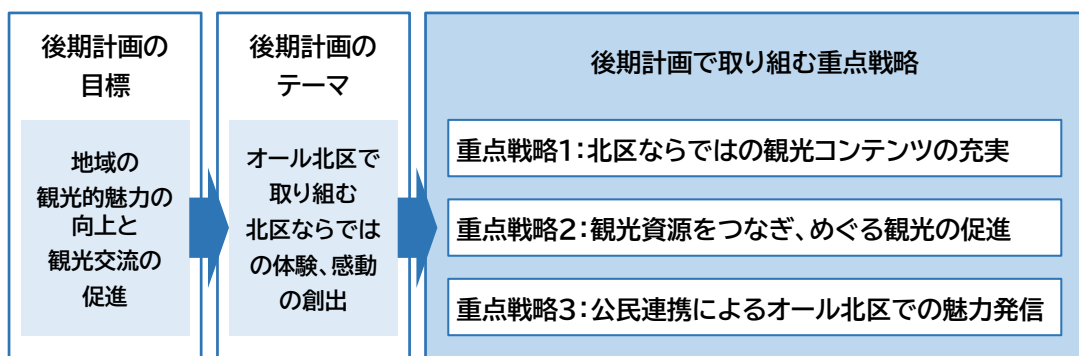 後期計画の
目標
地域の
観光的魅力の
向上と
観光交流の
促進
後期計画の
テーマ
オール北区で
取り組む
北区ならでは
の体験、感動
の創出
後期計画で取り組む重点戦略
重点戦略1:北区ならではの観光コンテンツの充実
重点戦略2:観光資源をつなぎ、めぐる観光の促進
重点戦略3:公民連携によるオール北区での魅力発信